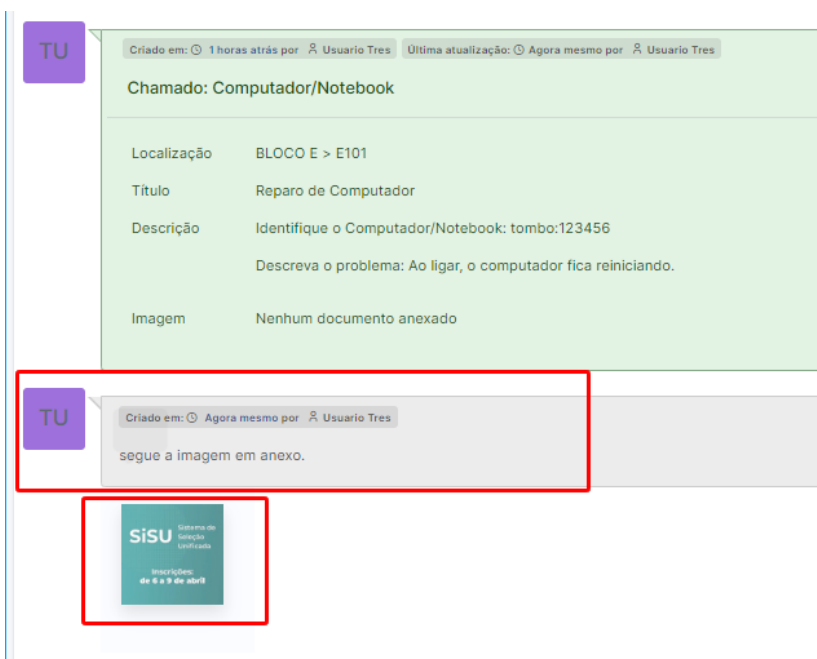 TU
Criado em: 1 horas atrás por Usuario Tres Última atualização: Agora mesmo por Usuario Tres
Chamado: Computador/Notebook
Localização BLOCO E > E101
Título Reparo de Computador
Descrição Identifique o Computador/Notebook: tombo:123456
Descreva o problema: Ao ligar, o computador fica reiniciando.
Imagem Nenhum documento anexado
TU
Criado em: Agora mesmo por Usuario Tres
segue a imagem em anexo.
SiSU Sistema de
Seleção
Unificada
Inscrições:
de 6 a 9 de abril